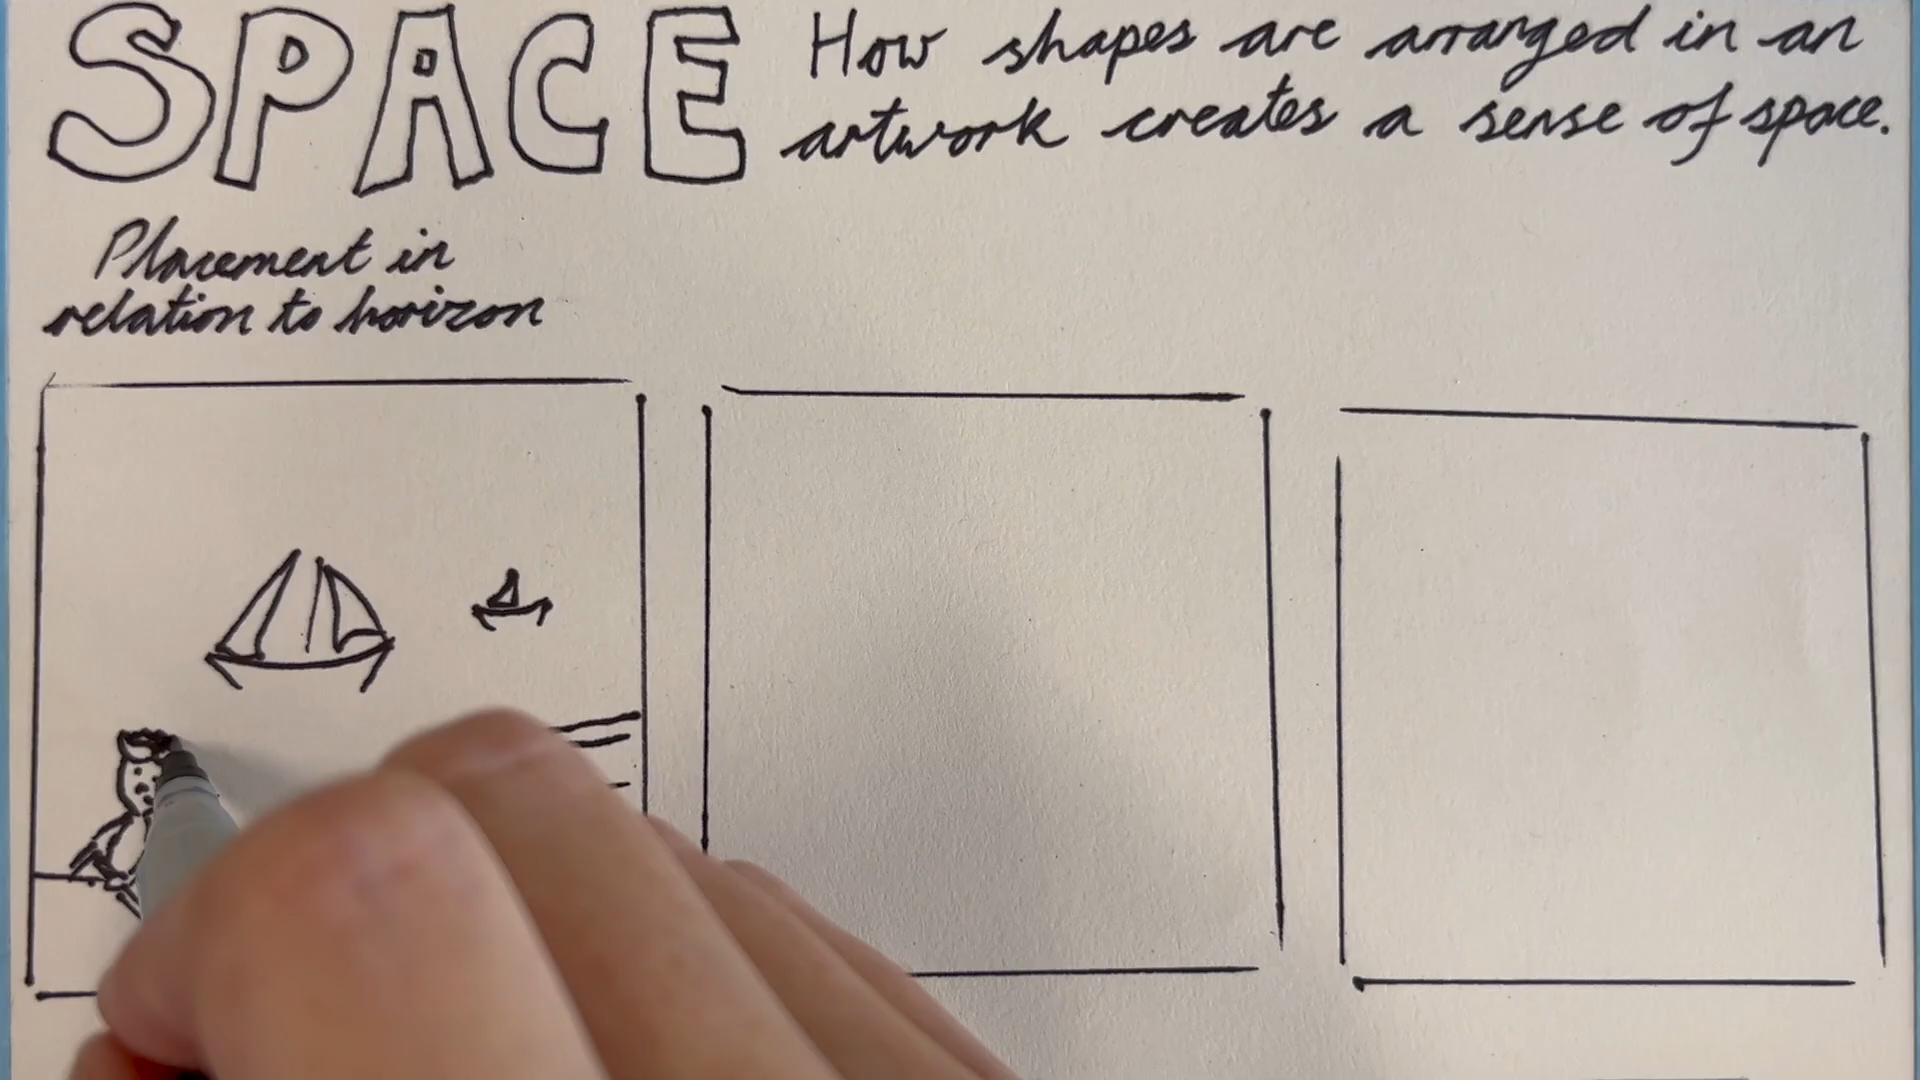 SPACE
How shapes are arranged in an
artwork creates a sense of space.
Placement in
relation to horizon